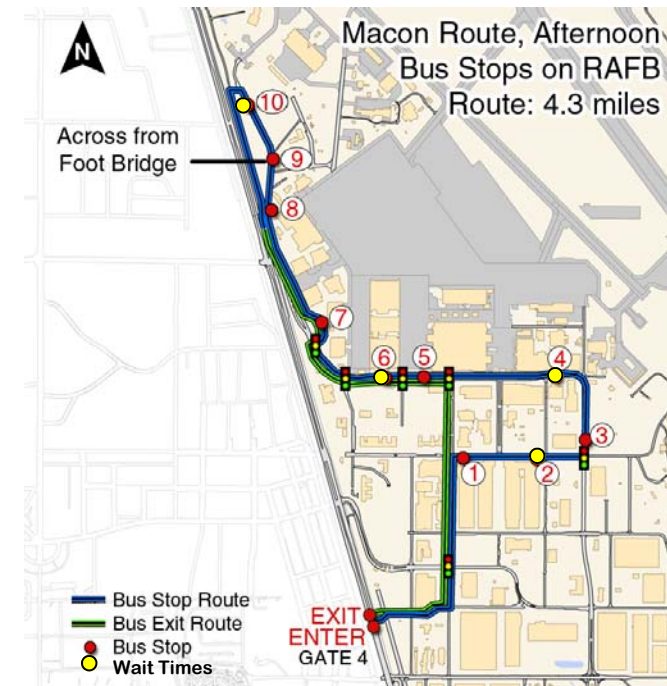 N
Macon Route, Afternoon
Bus Stops on RAFB
Route: 4.3 miles
10
Across from
Foot Bridge
9
8
7
6
5
4
3
1
2
EXIT
ENTER
GATE 4
Bus Stop Route
Bus Exit Route
Bus Stop
Wait Times